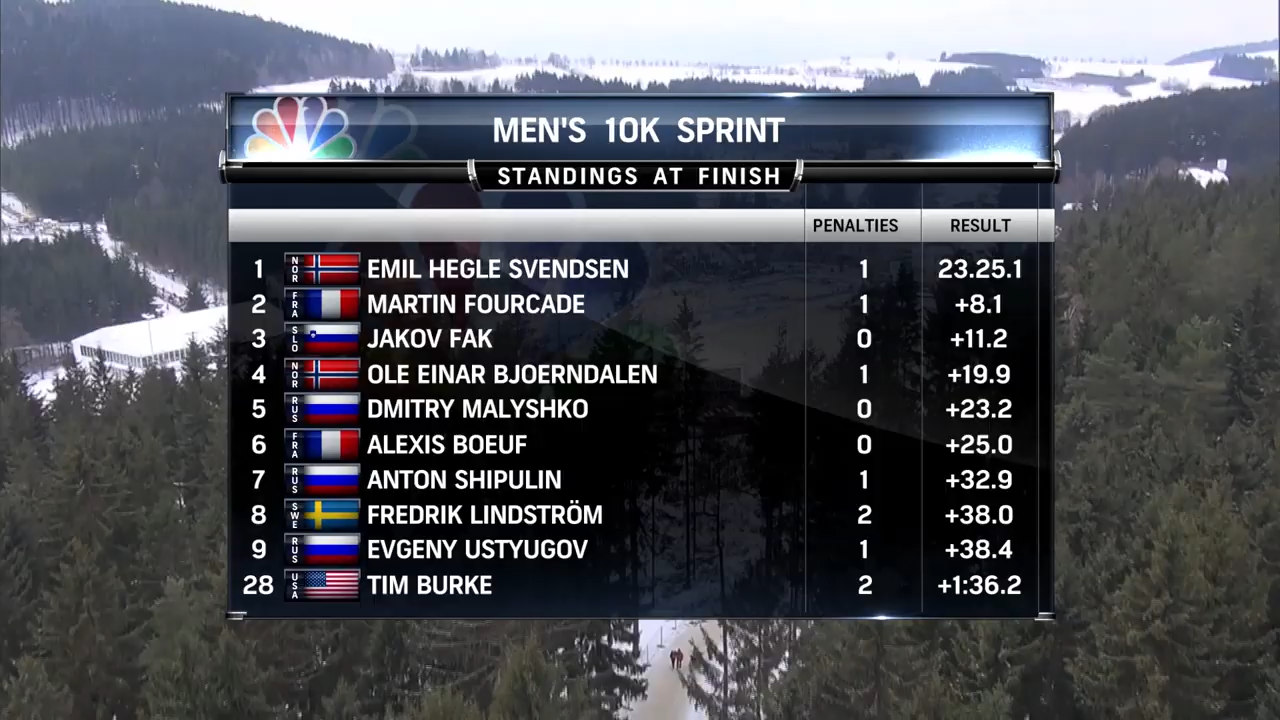 MEN'S 10K SPRINT
STANDINGS AT FINISH
PENALTIES RESULT
1 NOR EMIL HEGLE SVENDSEN 1 23.25.1
2 FRA MARTIN FOURCADE 1 +8.1
3 SLO JAKOV FAK 0 +11.2
4 NOR OLE EINAR BJOERNDALEN 1 +19.9
5 RUS DMITRY MALYSHKO 0 +23.2
6 FRA ALEXIS BOEUF 0 +25.0
7 RUS ANTON SHIPULIN 1 +32.9
8 SWE FREDRIK LINDSTRÖM 2 +38.0
9 RUS EVGENY USTYUGOV 1 +38.4
28 USA TIM BURKE 2 +1:36.2